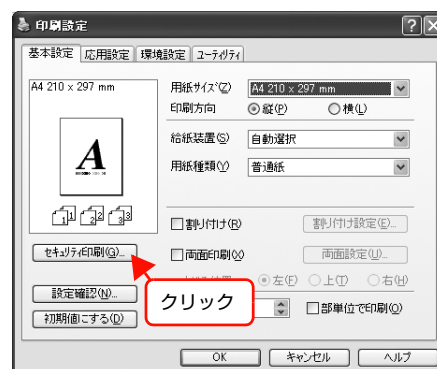 印刷設定
基本設定 応用設定 環境設定 ユーティリティ
A4 210 x 297 mm
用紙サイズ(Z) A4 210 x 297 mm
印刷方向 縦(P) 横(L)
給紙装置(S) 自動選択
用紙種類(Y) 普通紙
割り付け(R) 割り付け設定(E)...
セキュリティ印刷(G)...
両面印刷(X) 両面設定(U)...
左(F) 上(T) 右(H)
設定確認(N)...
クリック
部単位で印刷(O)
初期値にする(D)
OK キャンセル ヘルプ